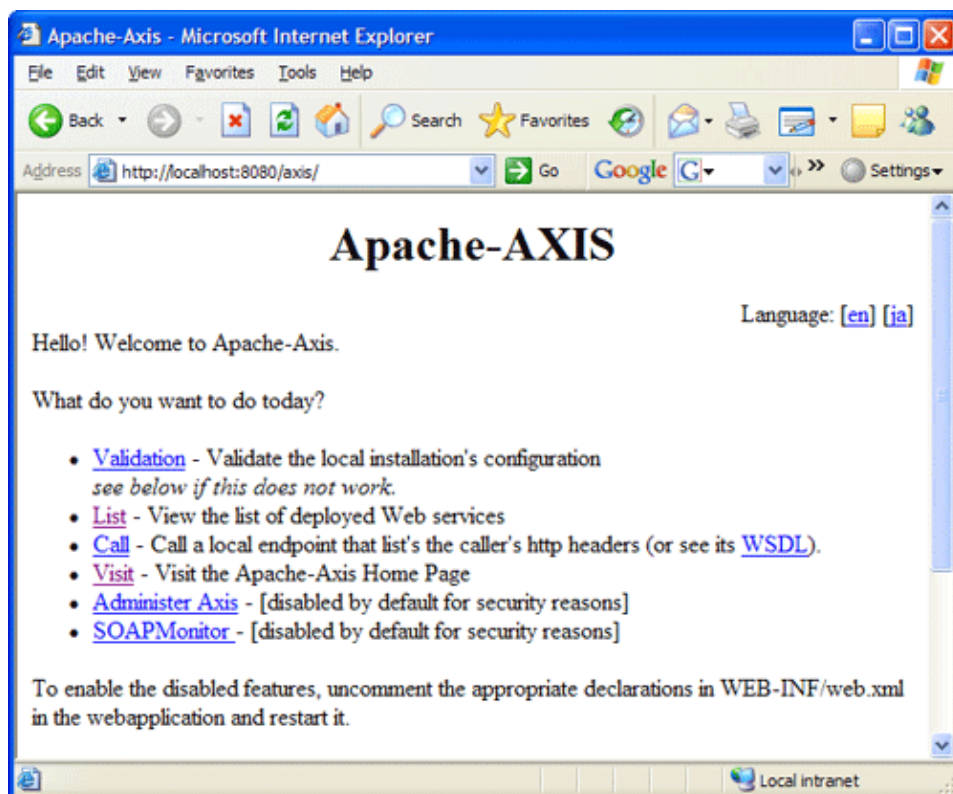 Apache-Axis - Microsoft Internet Explorer
File Edit View Favorites Tools Help
Back Search Favorites
Address http://localhost:8080/axis/ Go Google G Settings
Apache-AXIS
Language: [en] [ja]
Hello! Welcome to Apache-Axis.
What do you want to do today?
• Validation - Validate the local installation's configuration
see below if this does not work.
• List - View the list of deployed Web services
• Call - Call a local endpoint that list's the caller's http headers (or see its WSDL).
• Visit - Visit the Apache-Axis Home Page
• Administer Axis - [disabled by default for security reasons]
• SOAPMonitor - [disabled by default for security reasons]
To enable the disabled features, uncomment the appropriate declarations in WEB-INF/web.xml
in the webapplication and restart it.
Local intranet